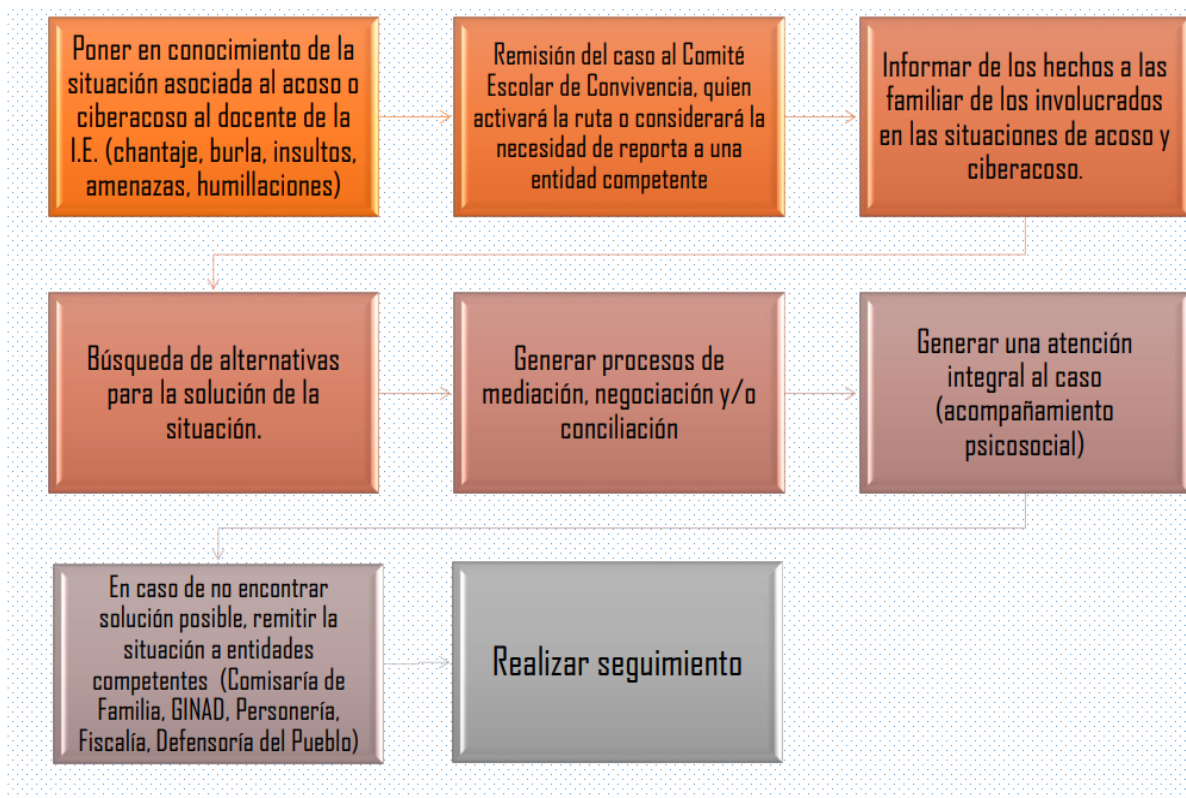 Poner en conocimiento de la
situación asociada al acoso o
ciberacoso al docente de la
I.E. (chantaje, burla, insultos,
amenazas, humillaciones)
Remisión del caso al Comité
Escolar de Convivencia, quien
activará la ruta o considerará la
necesidad de reporta a una
entidad competente
Informar de los hechos a las
familiar de los involucrados
en las situaciones de acoso y
ciberacoso.
Búsqueda de alternativas
para la solución de la
situación.
Generar procesos de
mediación, negociación y/o
conciliación
Generar una atención
integral al caso
(acompañamiento
psicosocial)
En caso de no encontrar
solución posible, remitir la
situación a entidades
competentes (Comisaría de
Familia, GINAD, Personería,
Fiscalía, Defensoría del Pueblo)
Realizar seguimiento